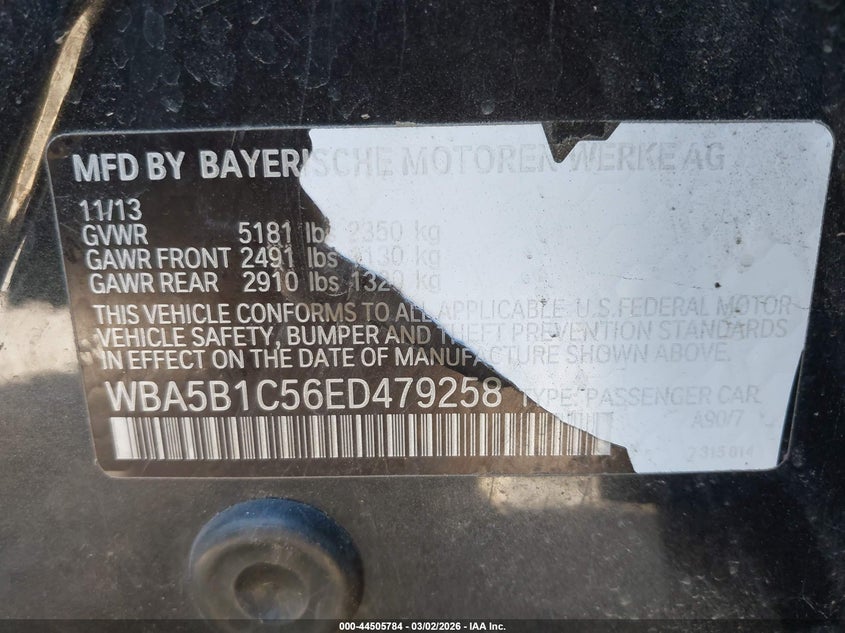 MFD BY BAYERISCHE MOTOREN WERKE AG
11/13
GVWR 5181 lbs 2350 kg
GAWR FRONT 2491 lbs 1130 kg
GAWR REAR 2910 lbs 1320 kg
THIS VEHICLE CONFORMS TO ALL APPLICABLE U.S. FEDERAL MOTOR
VEHICLE SAFETY, BUMPER AND THEFT PREVENTION STANDARDS
IN EFFECT ON THE DATE OF MANUFACTURE SHOWN ABOVE.
WBA5B1C56ED479258 TYPE: PASSENGER CAR
A90/7
2 315 614
000-44505784 — 03/02/2026 — IAA Inc.